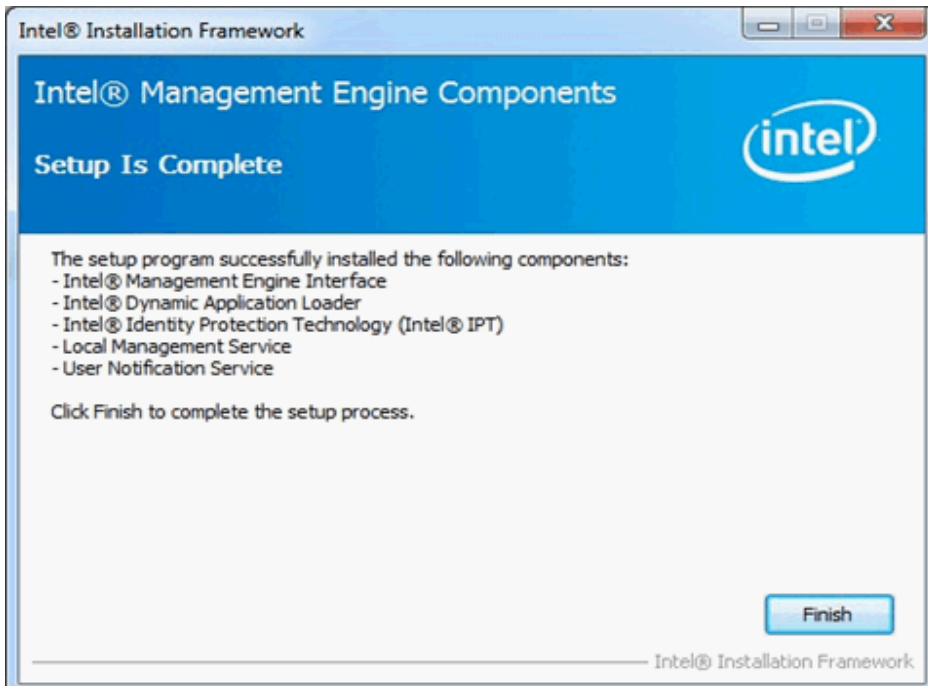 Intel® Installation Framework
Intel® Management Engine Components
intel
Setup Is Complete
The setup program successfully installed the following components:
- Intel® Management Engine Interface
- Intel® Dynamic Application Loader
- Intel® Identity Protection Technology (Intel® IPT)
- Local Management Service
- User Notification Service
Click Finish to complete the setup process.
Finish
Intel® Installation Framework